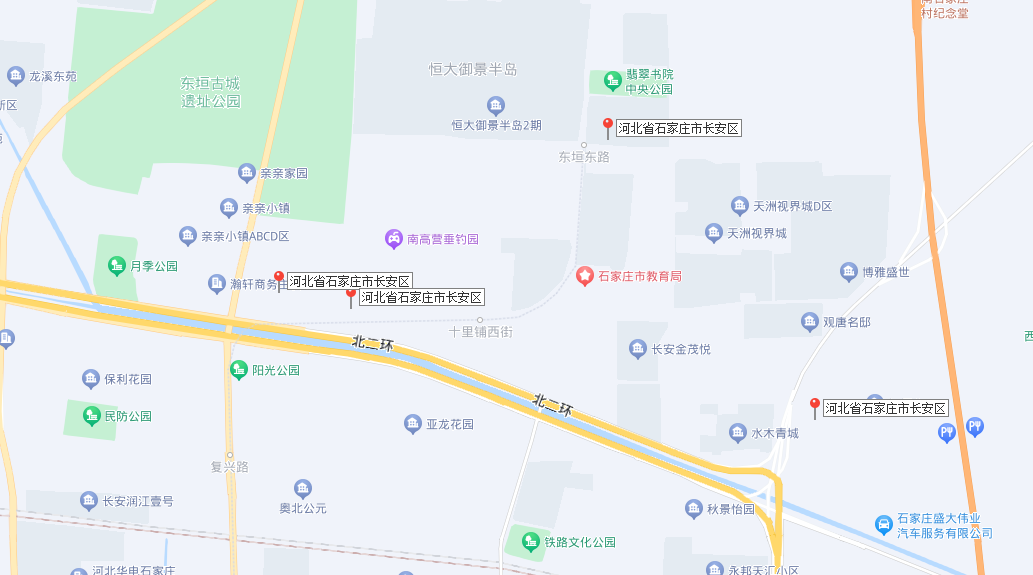 南石家庄
村纪念堂
恒大御景半岛
龙溪东苑
翡翠书院
中央公园
东垣古城
遗址公园
新区
恒大御景半岛2期
河北省石家庄市长安区
东垣东路
亲亲家园
亲亲小镇
天洲视界城D区
亲亲小镇ABCD区
南高营垂钓园
天洲视界城
月季公园
石家庄市教育局
博雅盛世
瀚轩商务
河北省石家庄市长安区
河北省石家庄市长安区
十里铺西街
观唐名邸
西
北二环
长安金茂悦
阳光公园
保利花园
北二环
河北省石家庄市长安区
民防公园
亚龙花园
水木青城
复兴路
长安润江壹号
奥北公元
秋景怡园
石家庄盛大伟业
汽车服务有限公司
铁路文化公园
河北华电石家庄
永邦天汇小区